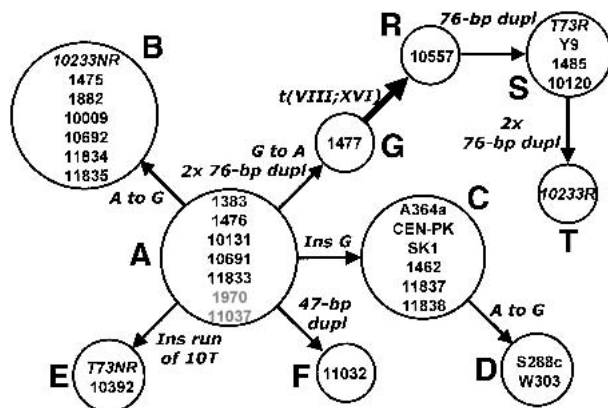 B
10233NR
1475
1882
10009
10692
11834
11835
A to G
R
10557
76-bp dupl
T73R
Y9
1485
10120
S
2x
76-bp dupl
10233R
T
t(VIII;XVI)
1477
G
G to A
2x 76-bp dupl
A
1383
1476
10131
10691
11833
1970
11037
Ins G
C
A364a
CEN-PK
SK1
1462
11837
11838
A to G
D
S288c
W303
47-bp
dupl
F
11032
Ins run
of 10T
E
T73NR
10392